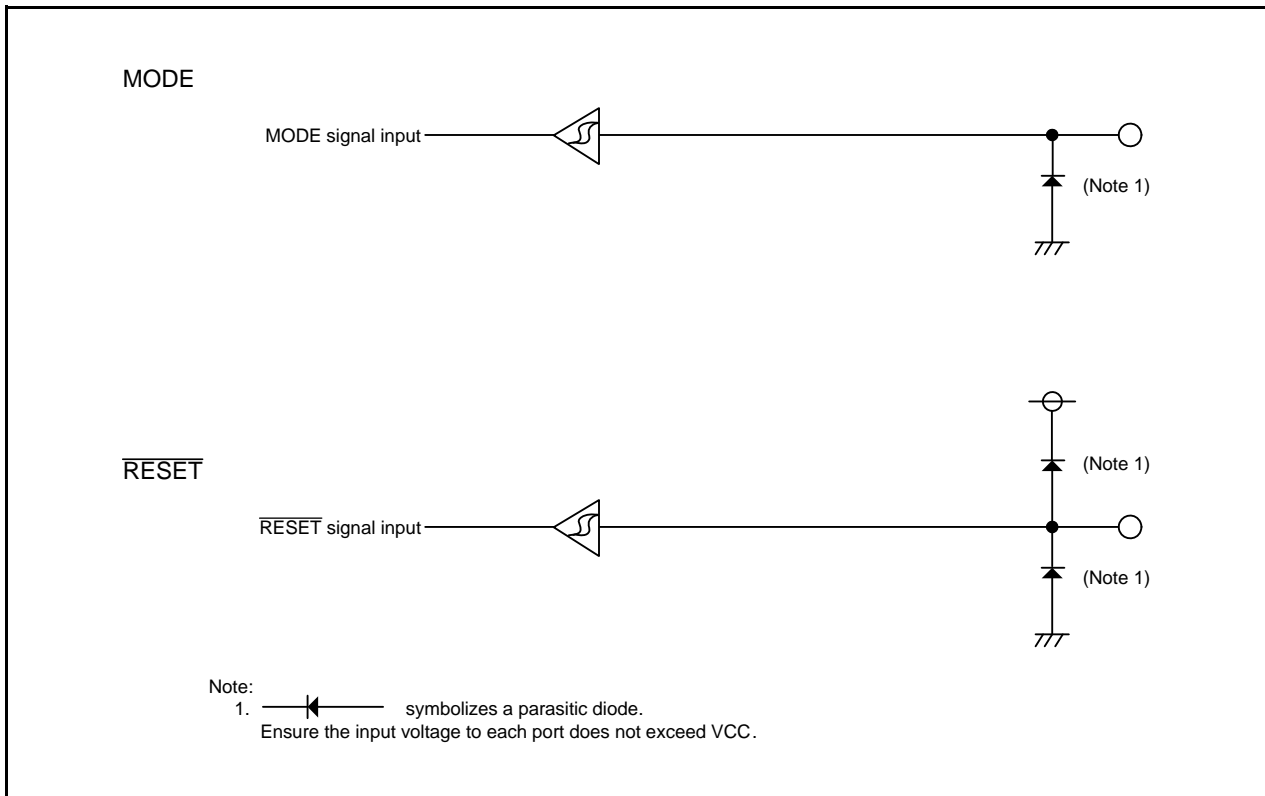 MODE
MODE signal input
(Note 1)
(Note 1)
RESET
RESET signal input
(Note 1)
Note:
1. symbolizes a parasitic diode.
Ensure the input voltage to each port does not exceed VCC.